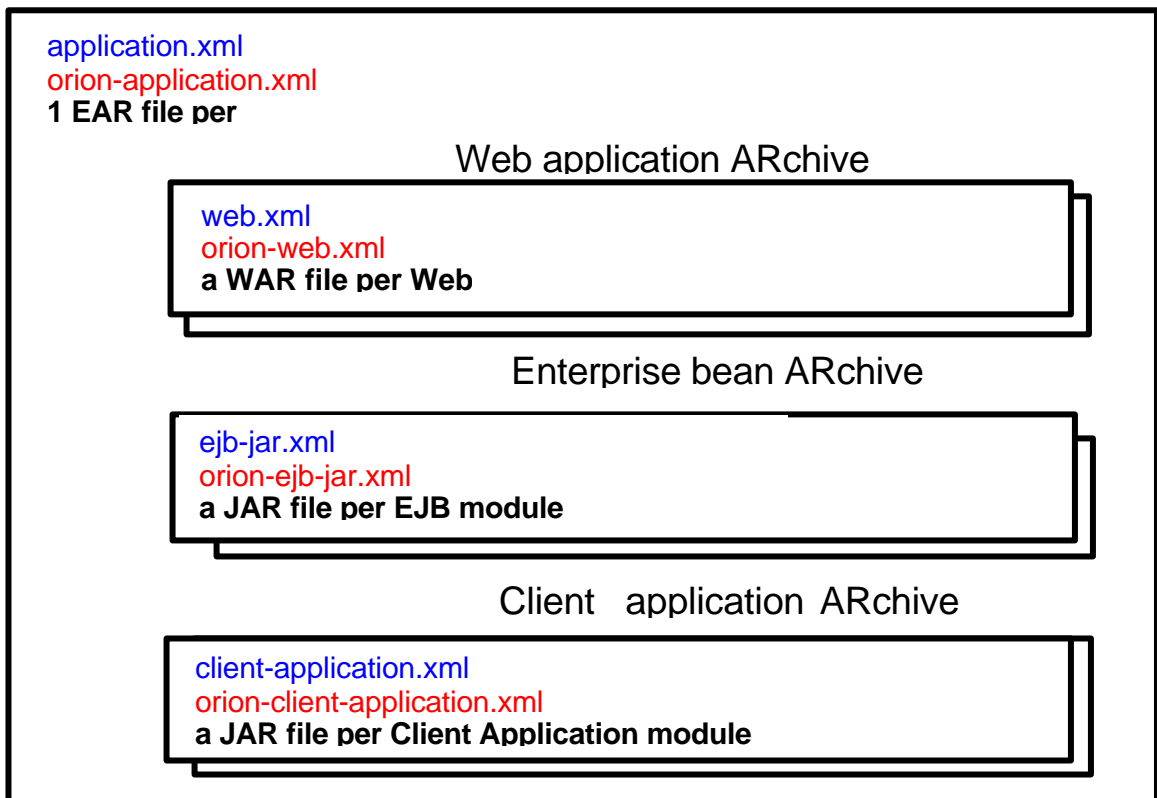 application.xml
orion-application.xml
1 EAR file per
Web application ARchive
web.xml
orion-web.xml
a WAR file per Web
Enterprise bean ARchive
ejb-jar.xml
orion-ejb-jar.xml
a JAR file per EJB module
Client application ARchive
client-application.xml
orion-client-application.xml
a JAR file per Client Application module